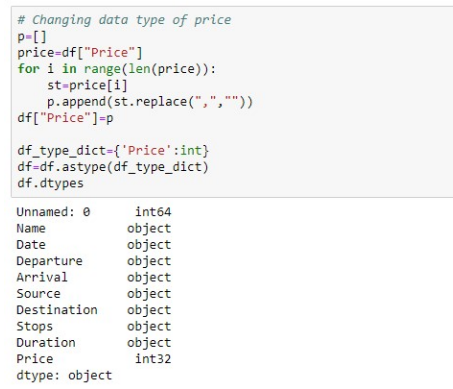 # Changing data type of price
p=[]
price=df["Price"]
for i in range(len(price)):
    st=price[i]
    p.append(st.replace(",",""))
df["Price"]=p
df_type_dict={'Price':int}
df=df.astype(df_type_dict)
df.dtypes
Unnamed: 0 int64
Name object
Date object
Departure object
Arrival object
Source object
Destination object
Stops object
Duration object
Price int32
dtype: object